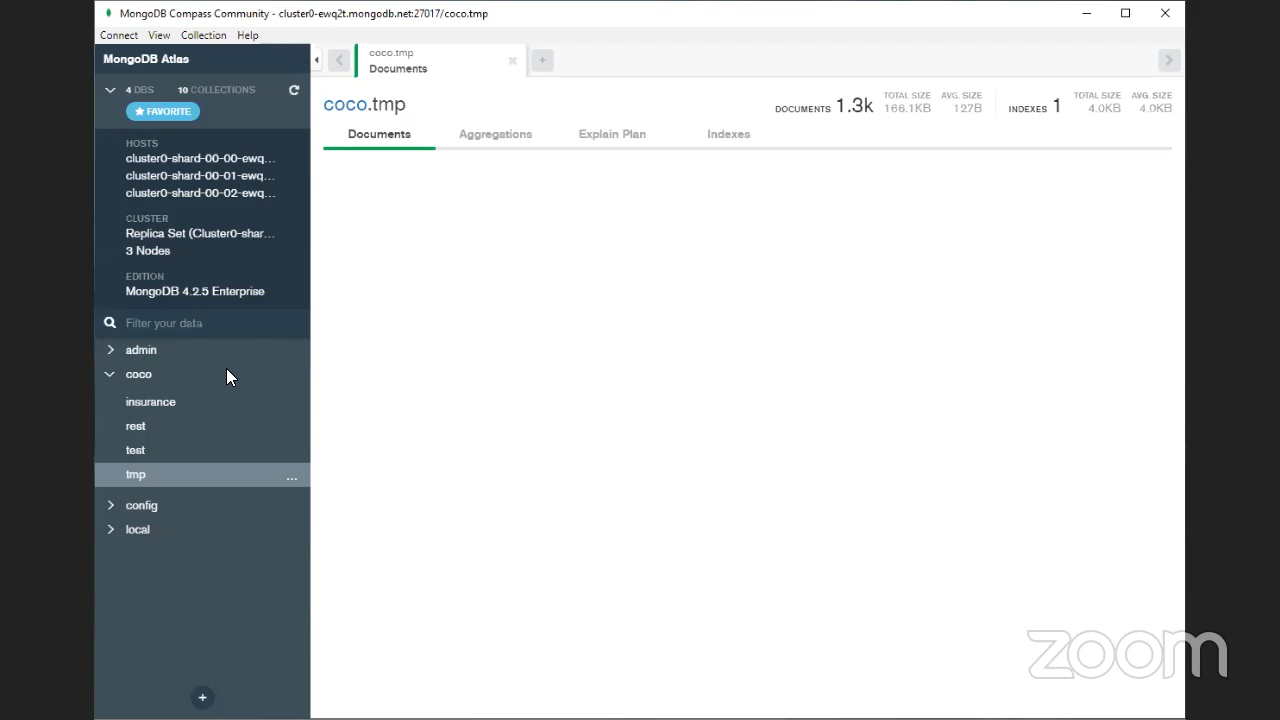 MongoDB Compass Community - cluster0-ewq2t.mongodb.net:27017/coco.tmp
Connect View Collection Help
MongoDB Atlas
4 DBS 10 COLLECTIONS
FAVORITE
HOSTS
cluster0-shard-00-00-ewq...
cluster0-shard-00-01-ewq...
cluster0-shard-00-02-ewq...
CLUSTER
Replica Set (Cluster0-shar...
3 Nodes
EDITION
MongoDB 4.2.5 Enterprise
Filter your data
admin
coco
insurance
rest
test
tmp ...
config
local
coco.tmp
Documents
coco.tmp
DOCUMENTS 1.3k TOTAL SIZE 166.1KB AVG. SIZE 127B INDEXES 1 TOTAL SIZE 4.0KB AVG. SIZE 4.0KB
Documents Aggregations Explain Plan Indexes
zoom